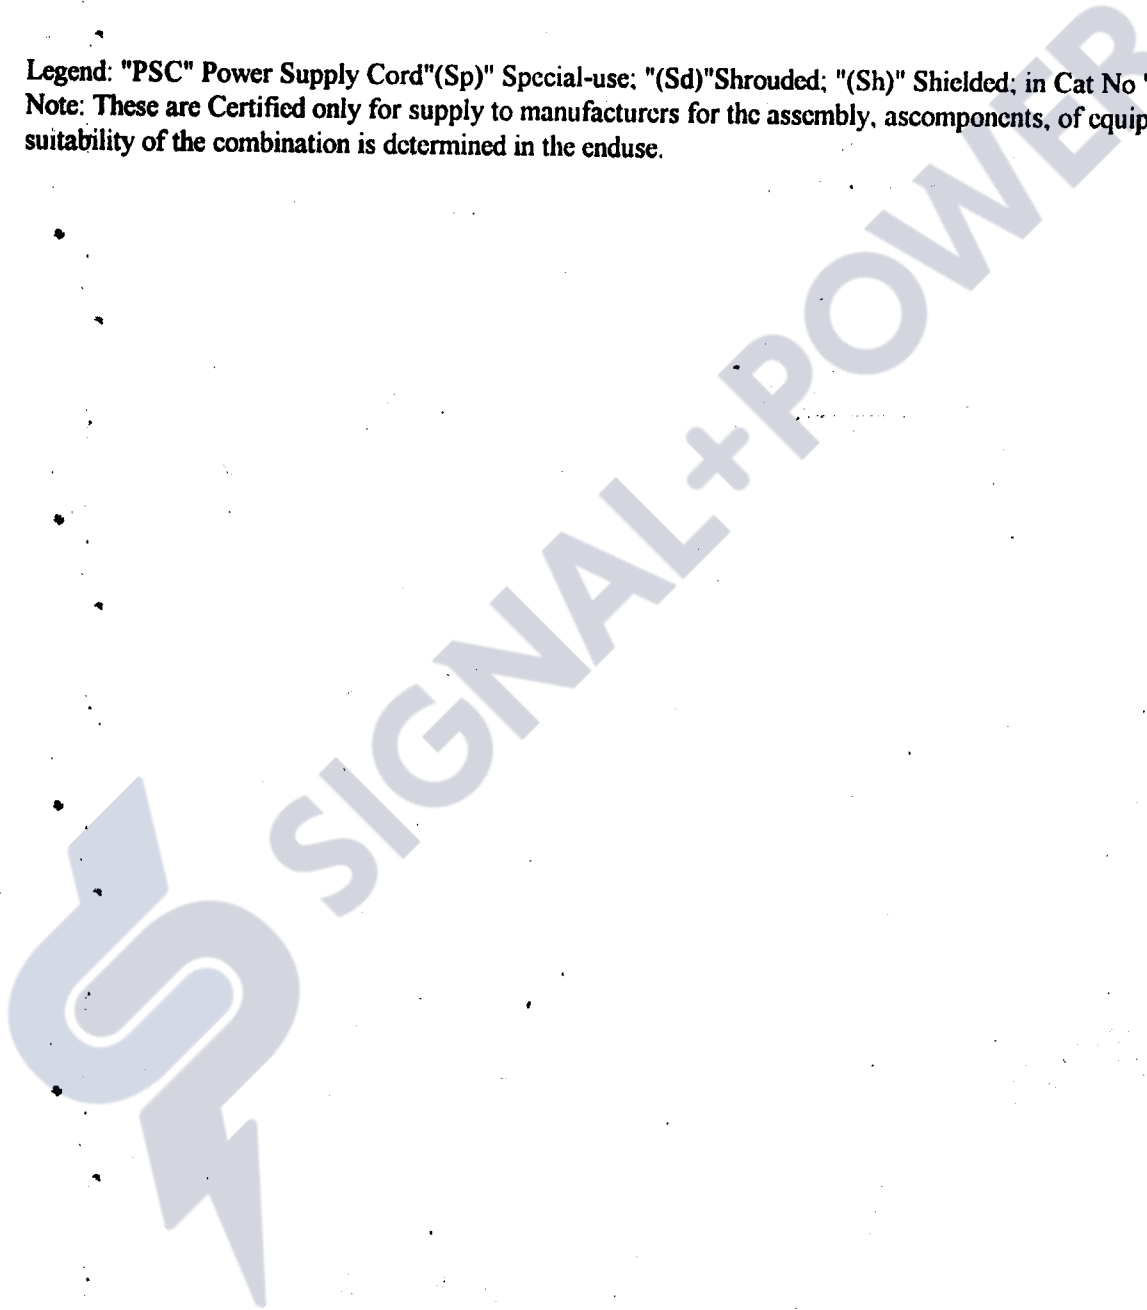 Legend: "PSC" Power Supply Cord"(Sp)" Special-use; "(Sd)"Shrouded; "(Sh)" Shielded; in Cat No "
Note: These are Certified only for supply to manufacturers for the assembly, ascomponents, of equip
suitability of the combination is determined in the enduse.
SIGNAL+POWER